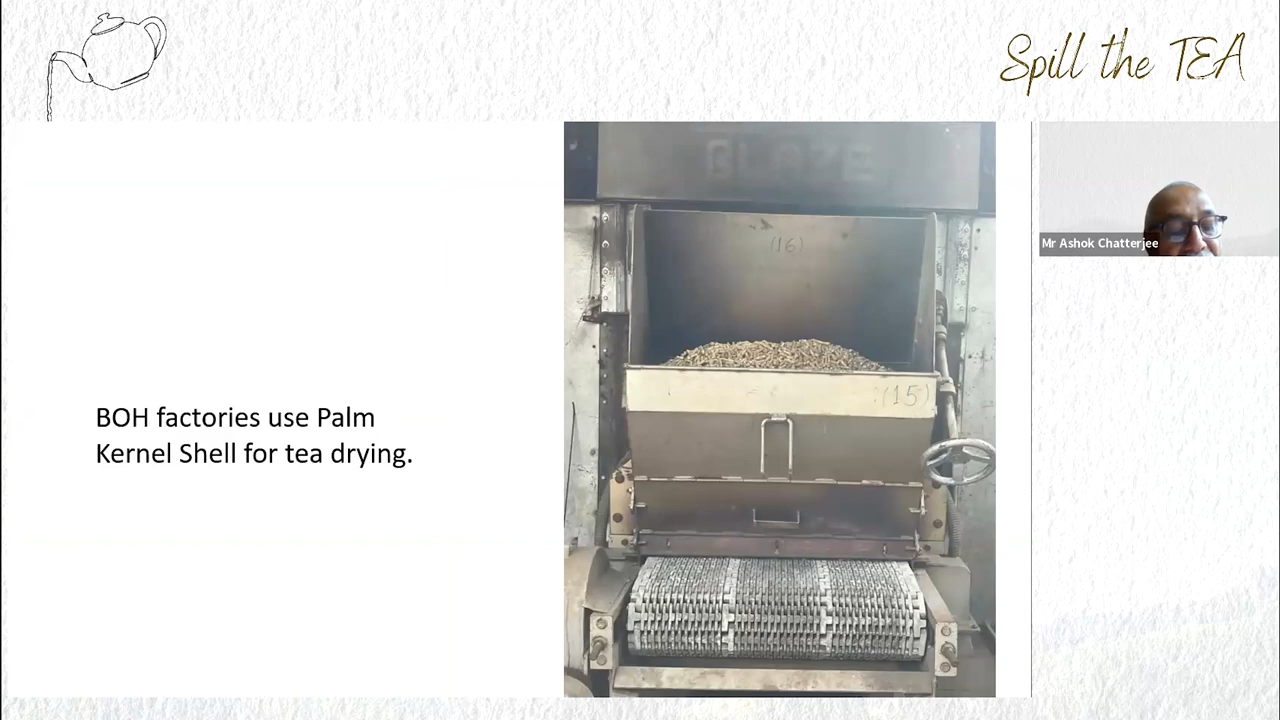 Spill the TEA
BLAZE
(16)
(15)
Mr Ashok Chatterjee
BOH factories use Palm
Kernel Shell for tea drying.